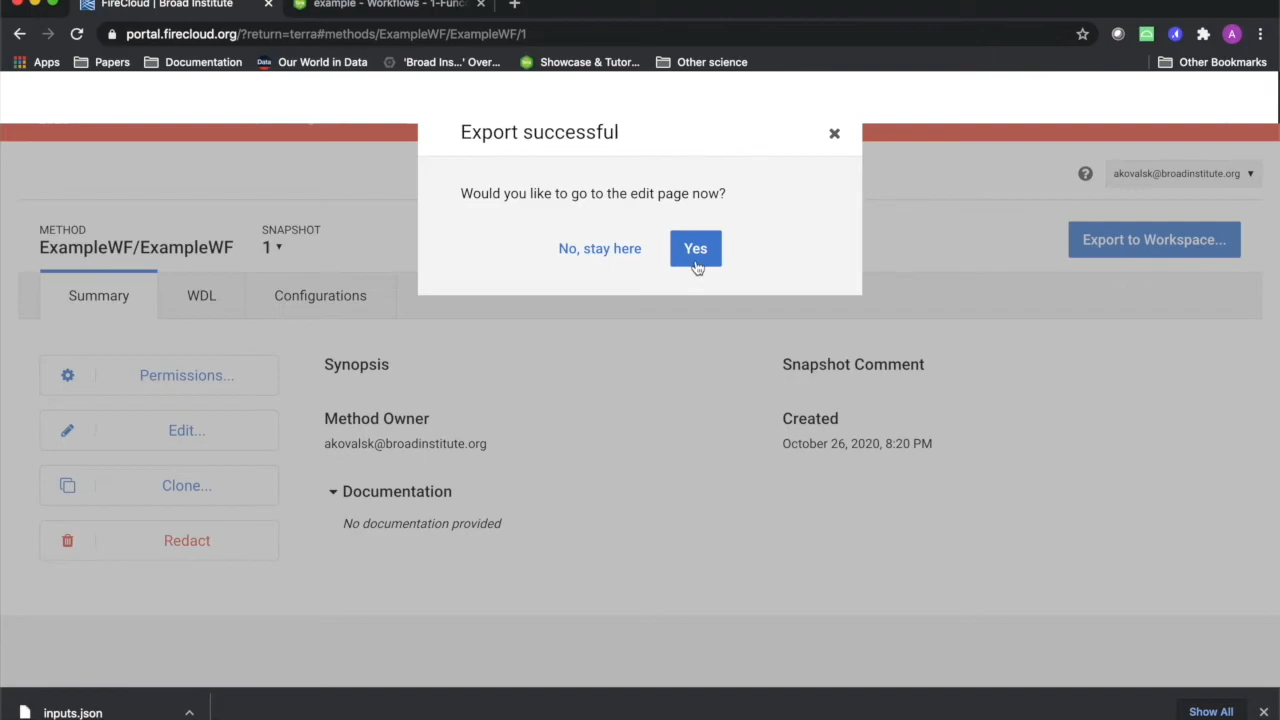 FireCloud | Broad Institute
example - Workflows - 1-Func
portal.firecloud.org/?return=terra#methods/ExampleWF/ExampleWF/1
A
Apps
Papers
Documentation
Data
Our World in Data
'Broad Ins...' Over...
Showcase & Tutor...
Other science
Other Bookmarks
Export successful
Would you like to go to the edit page now?
No, stay here
Yes
akovalsk@broadinstitute.org
METHOD
ExampleWF/ExampleWF
SNAPSHOT
1
Export to Workspace...
Summary
WDL
Configurations
Permissions...
Edit...
Clone...
Redact
Synopsis
Method Owner
akovalsk@broadinstitute.org
Documentation
No documentation provided
Snapshot Comment
Created
October 26, 2020, 8:20 PM
inputs.json
Show All